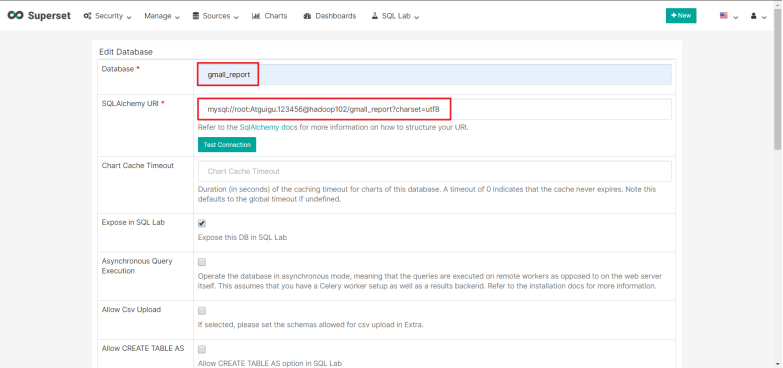 Superset Security Manage Sources Charts Dashboards SQL Lab + New
Edit Database
Database *
gmall_report
SQLAlchemy URI *
mysql://root:Atguigu.123456@hadoop102/gmall_report?charset=utf8
Refer to the SqlAlchemy docs for more information on how to structure your URI.
Test Connection
Chart Cache Timeout
Chart Cache Timeout
Duration (in seconds) of the caching timeout for charts of this database. A timeout of 0 indicates that the cache never expires. Note this
defaults to the global timeout if undefined.
Expose in SQL Lab
Expose this DB in SQL Lab
Asynchronous Query
Execution
Operate the database in asynchronous mode, meaning that the queries are executed on remote workers as opposed to on the web server
itself. This assumes that you have a Celery worker setup as well as a results backend. Refer to the installation docs for more information.
Allow Csv Upload
If selected, please set the schemas allowed for csv upload in Extra.
Allow CREATE TABLE AS
Allow CREATE TABLE AS option in SQL Lab